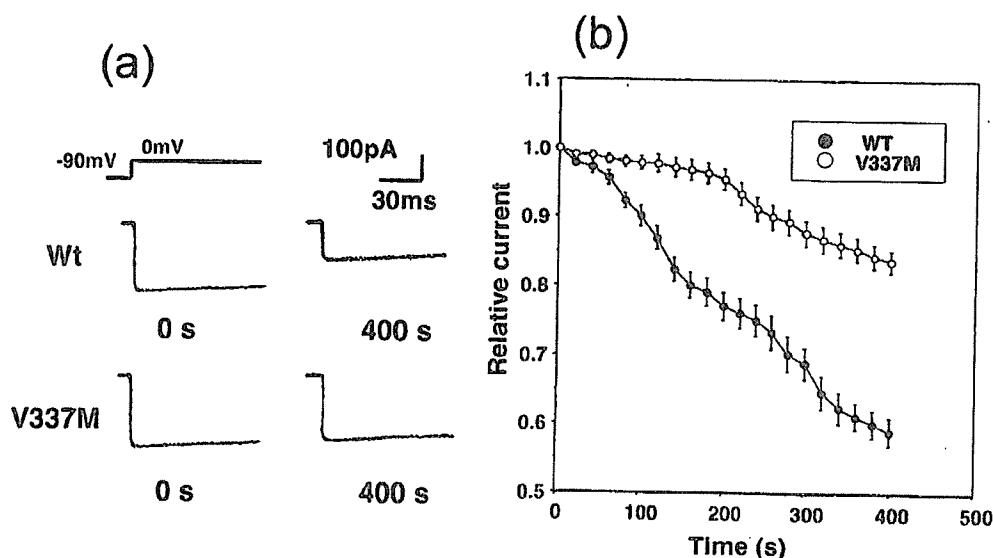 (a)
-90mV 0mV
100pA
30ms
Wt
0 s
400 s
V337M
0 s
400 s
(b)
Relative current
1.1
1.0
0.9
0.8
0.7
0.6
0.5
WT
V337M
0 100 200 300 400 500
Time (s)